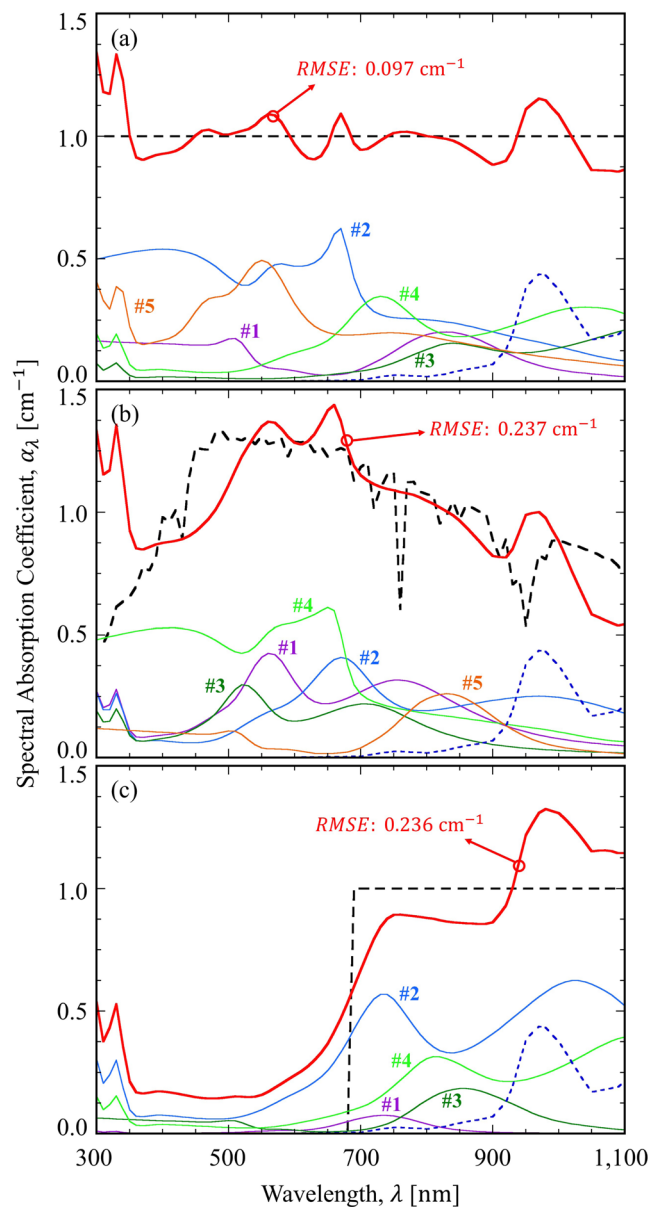 1.5
(a)
RMSE: 0.097 cm⁻¹
1.0
#2
0.5
#5
#4
#1
#3
0.0
1.5
(b)
RMSE: 0.237 cm⁻¹
1.0
#4
0.5
#1
#2
#3
#5
0.0
Spectral Absorption Coefficient, αλ [cm⁻¹]
1.5
(c)
RMSE: 0.236 cm⁻¹
1.0
#2
0.5
#4
#1
#3
0.0
300 500 700 900 1,100
Wavelength, λ [nm]